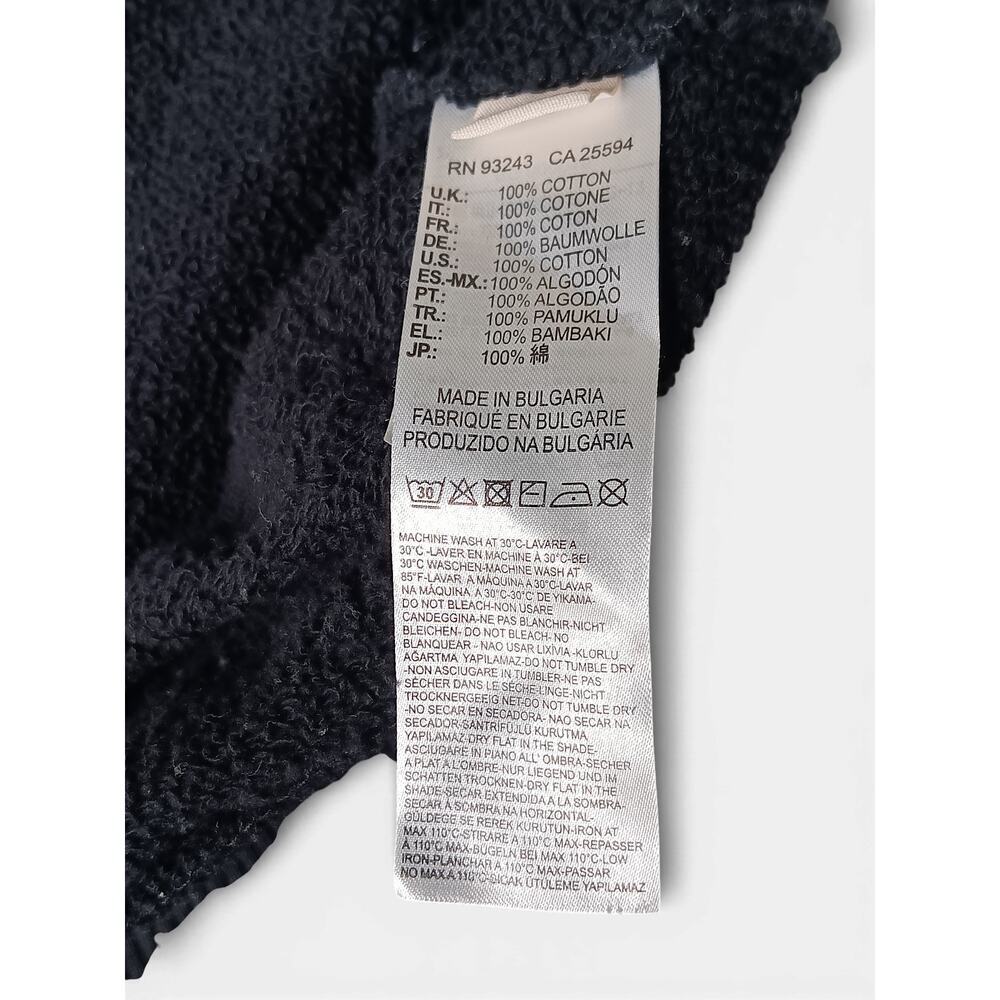 RN 93243 CA 25594
U.K.: 100% COTTON
IT.: 100% COTONE
FR.: 100% COTON
DE.: 100% BAUMWOLLE
U.S.: 100% COTTON
ES.-MX.: 100% ALGODÓN
PT.: 100% ALGODÃO
TR.: 100% PAMUKLU
EL.: 100% BAMBAKI
JP.: 100% 綿
MADE IN BULGARIA
FABRIQUÉ EN BULGARIE
PRODUZIDO NA BULGÁRIA
30
MACHINE WASH AT 30°C-LAVARE A
30°C -LAVER EN MACHINE À 30°C-BEI
30°C WASCHEN-MACHINE WASH AT
85°F-LAVAR A MÁQUINA A 30°C-LAVAR
NA MÁQUINA À 30°C-30°C' DE YIKAMA-
DO NOT BLEACH-NON USARE
CANDEGGINA-NE PAS BLANCHIR-NICHT
BLEICHEN- DO NOT BLEACH- NO
BLANQUEAR - NAO USAR LIXÍVIA -KLORLU
AĞARTMA YAPILAMAZ-DO NOT TUMBLE DRY
-NON ASCIUGARE IN TUMBLER-NE PAS
SÉCHER DANS LE SÈCHE-LINGE-NICHT
TROCKNERGEEIG NET-DO NOT TUMBLE DRY
-NO SECAR EN SECADORA- NAO SECAR NA
SECADOR-SANTRİFÜJLÜ KURUTMA
YAPILAMAZ-DRY FLAT IN THE SHADE-
ASCIUGARE IN PIANO ALL' OMBRA-SECHER
A PLAT A L'OMBRE-NUR LIEGEND UND IM
SCHATTEN TROCKNEN-DRY FLAT IN THE
SHADE-SECAR EXTENDIDA A LA SOMBRA-
SECAR À SOMBRA NA HORIZONTAL-
GÜLDEGE SE REREK KURUTUN-IRON AT
MAX 110°C-STIRARE A 110°C MAX-REPASSER
À 110°C MAX-BÜGELN BEI MAX 110°C-LOW
IRON-PLANCHAR A 110°C MAX-PASSAR
NO MAX A 110°C-SICAK ÜTÜLEME YAPILAMAZ